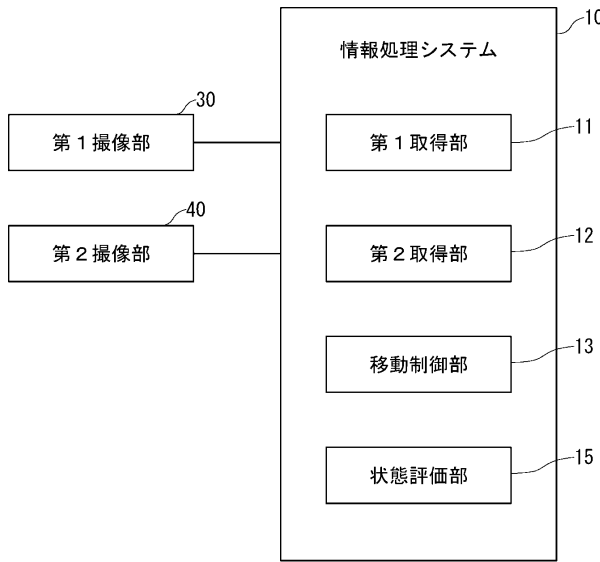 10
情報処理システム
30
第1撮像部
第1取得部
11
40
第2撮像部
第2取得部
12
移動制御部
13
状態評価部
15